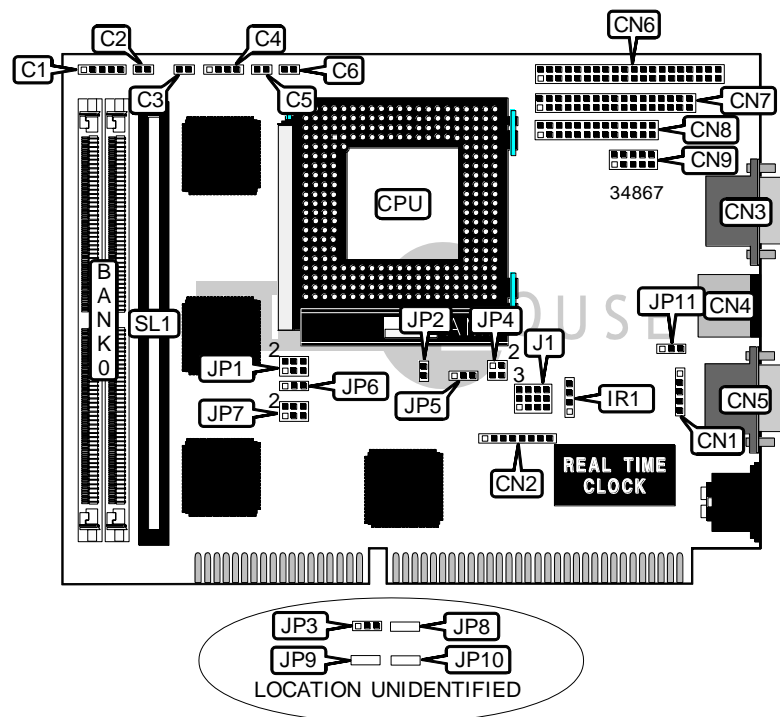 C1
C2
C3
C4
C5
C6
CN6
CN7
CN8
CN9
34867
CN3
CPU
BANK0
SL1
JP2
JP4
JP11
CN4
2
2
J1
JP1
JP6
3
JP5
IR1
CN5
2
JP7
CN1
CN2
REAL TIME
CLOCK
JP3
JP8
JP9
JP10
LOCATION UNIDENTIFIED